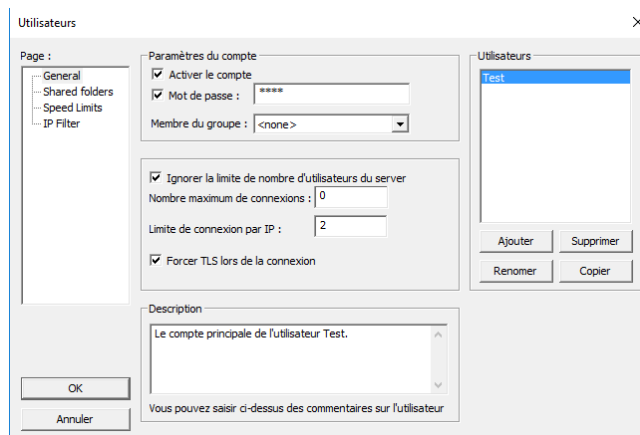 Utilisateurs
Page :
General
Shared folders
Speed Limits
IP Filter
OK
Annuler
Paramètres du compte
Activer le compte
Mot de passe : ****
Membre du groupe : <none>
Ignorer la limite de nombre d'utilisateurs du server
Nombre maximum de connexions : 0
Limite de connexion par IP : 2
Forcer TLS lors de la connexion
Description
Le compte principale de l'utilisateur Test.
Vous pouvez saisir ci-dessus des commentaires sur l'utilisateur
Utilisateurs
Test
Ajouter Supprimer
Renomer Copier